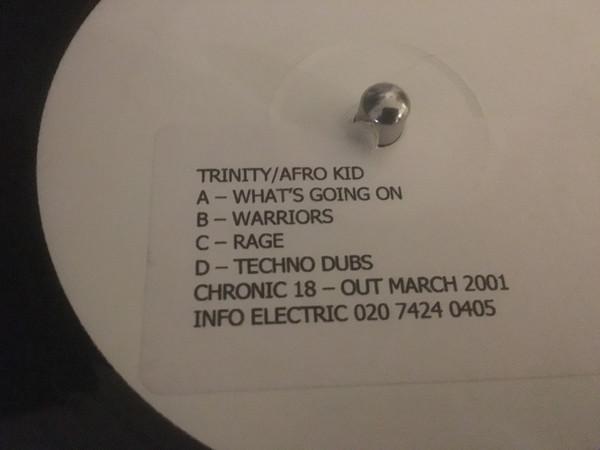 TRINITY/AFRO KID
A – WHAT'S GOING ON
B – WARRIORS
C – RAGE
D – TECHNO DUBS
CHRONIC 18 – OUT MARCH 2001
INFO ELECTRIC 020 7424 0405